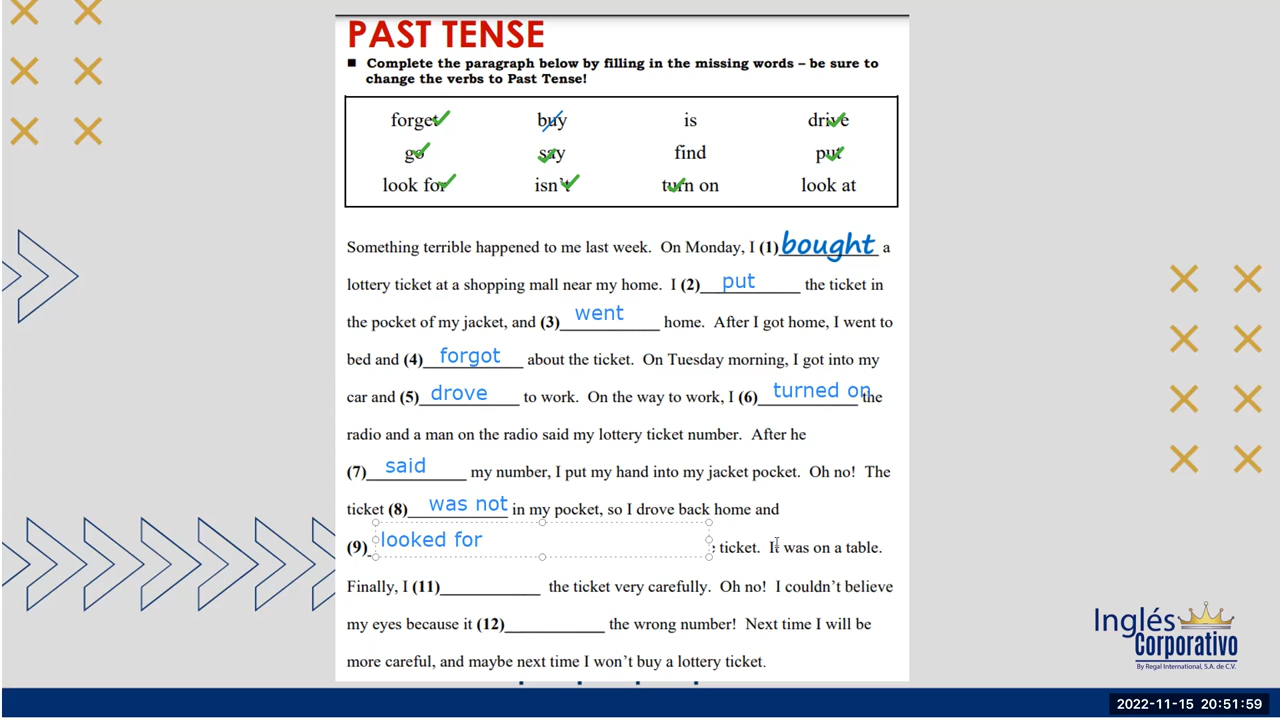 PAST TENSE
■ Complete the paragraph below by filling in the missing words – be sure to
change the verbs to Past Tense!
forget buy is drive
go say find put
look for isn't turn on look at
Something terrible happened to me last week. On Monday, I (1) bought a
lottery ticket at a shopping mall near my home. I (2) put the ticket in
the pocket of my jacket, and (3) went home. After I got home, I went to
bed and (4) forgot about the ticket. On Tuesday morning, I got into my
car and (5) drove to work. On the way to work, I (6) turned on the
radio and a man on the radio said my lottery ticket number. After he
(7) said my number, I put my hand into my jacket pocket. Oh no! The
ticket (8) was not in my pocket, so I drove back home and
(9) looked for ticket. It was on a table.
Finally, I (11)____________ the ticket very carefully. Oh no! I couldn't believe
my eyes because it (12)____________ the wrong number! Next time I will be
more careful, and maybe next time I won't buy a lottery ticket.
Inglés
Corporativo
By Regal International, S.A. de C.V.
2022-11-15 20:51:59